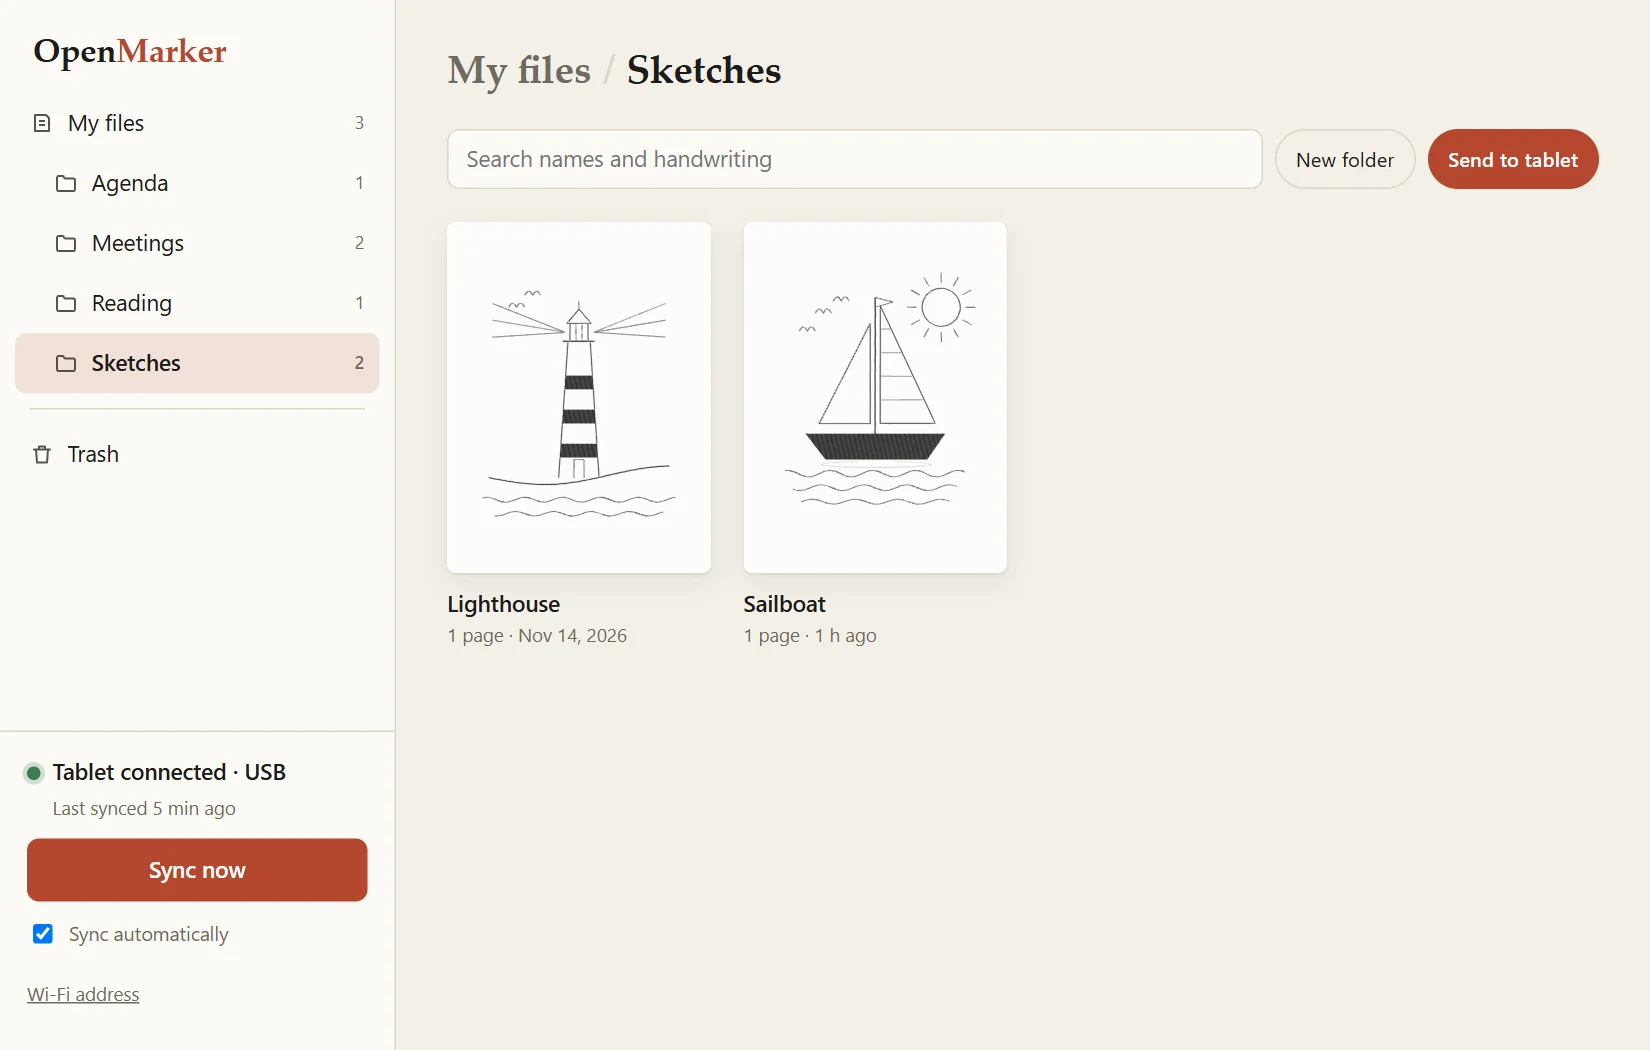 OpenMarker
My files 3
Agenda 1
Meetings 2
Reading 1
Sketches 2
Trash
Tablet connected · USB
Last synced 5 min ago
Sync now
Sync automatically
Wi-Fi address
My files / Sketches
Search names and handwriting
New folder
Send to tablet
Lighthouse
1 page · Nov 14, 2026
Sailboat
1 page · 1 h ago